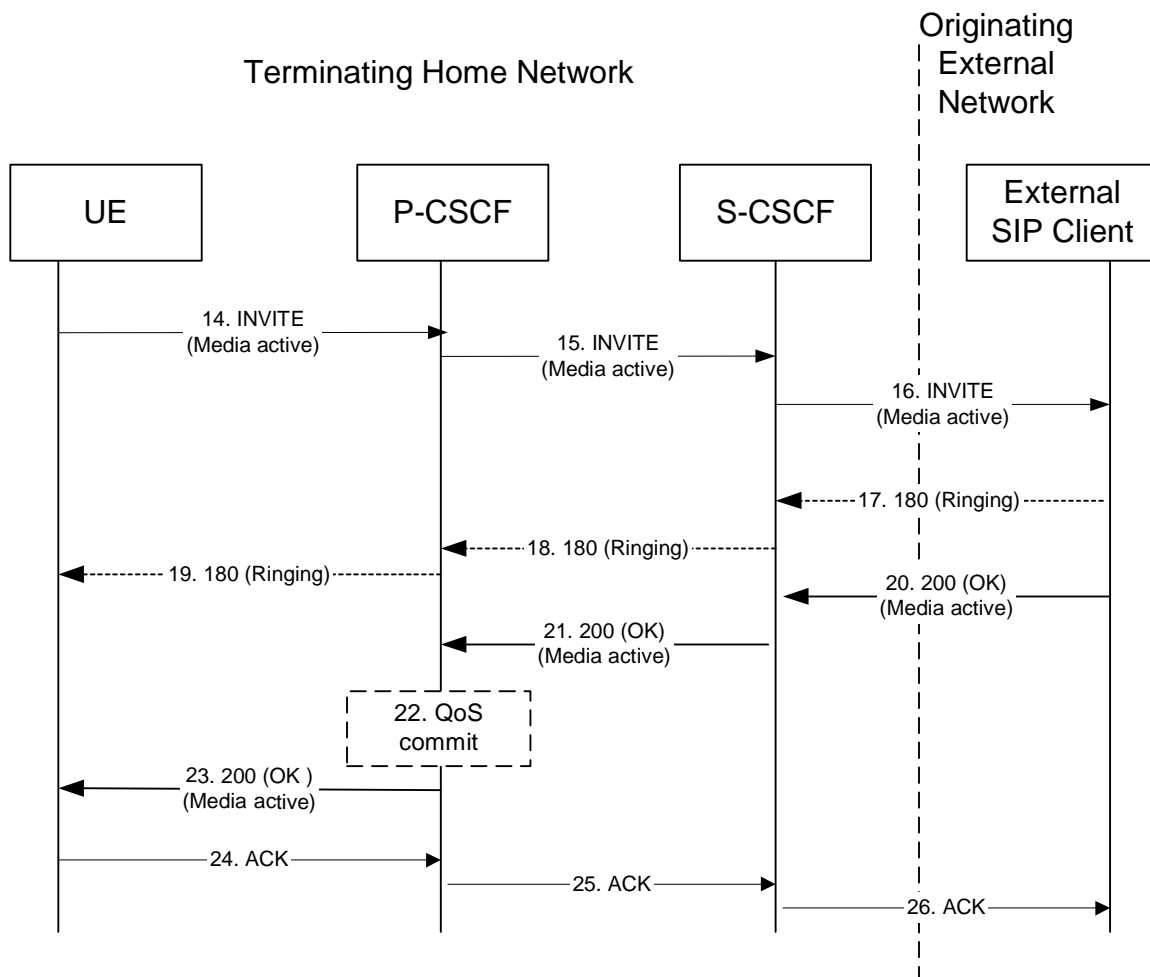 Originating
External
Network
Terminating Home Network
UE
P-CSCF
S-CSCF
External
SIP Client
14. INVITE
(Media active)
15. INVITE
(Media active)
16. INVITE
(Media active)
17. 180 (Ringing)
18. 180 (Ringing)
19. 180 (Ringing)
20. 200 (OK)
(Media active)
21. 200 (OK)
(Media active)
22. QoS
commit
23. 200 (OK )
(Media active)
24. ACK
25. ACK
26. ACK